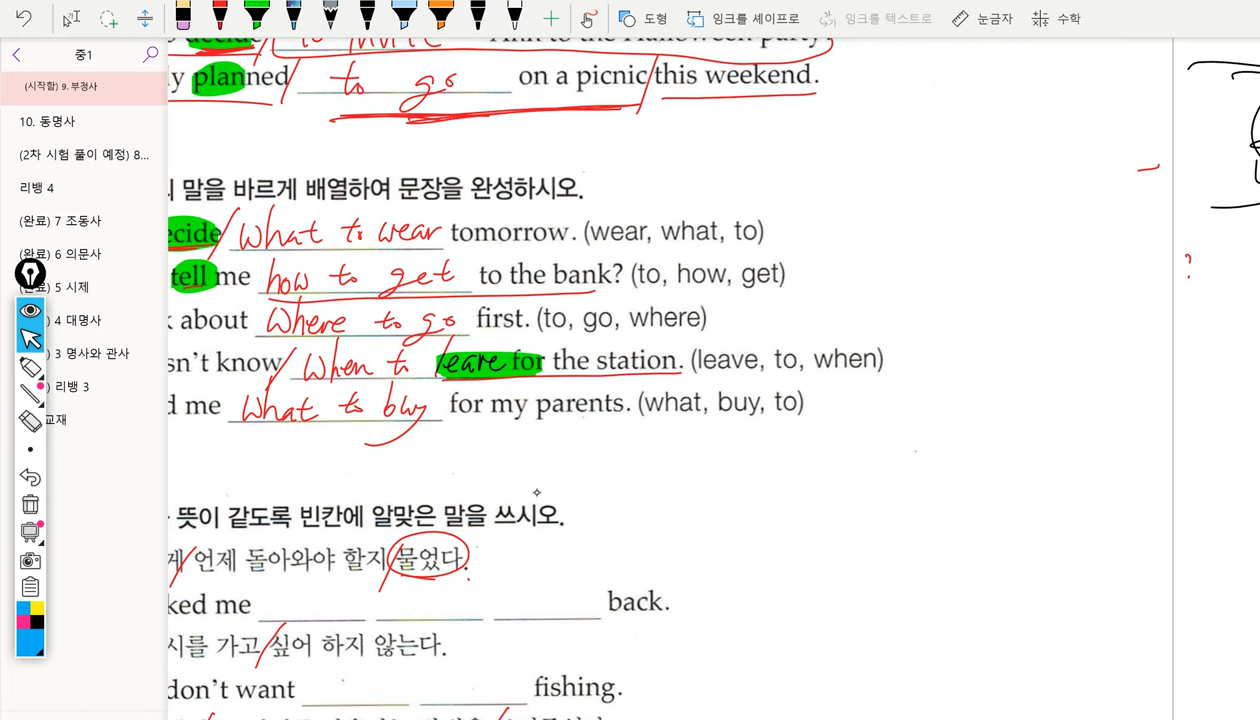 도형
잉크를 셰이프로
잉크를 텍스트로
눈금자
수학
중1
(시작함) 9. 부정사
10. 동명사
(2차 시험 풀이 예정) 8...
리뱅 4
(완료) 7 조동사
(완료) 6 의문사
5 시제
) 4 대명사
) 3 명사와 관사
) 리뱅 3
교재
decide to invite Ann to the Halloween party.
y planned to go on a picnic this weekend.
말을 바르게 배열하여 문장을 완성하시오.
ecide What to wear tomorrow. (wear, what, to)
tell me how to get to the bank? (to, how, get)
about Where to go first. (to, go, where)
sn't know When to leave for the station. (leave, to, when)
d me What to buy for my parents. (what, buy, to)
뜻이 같도록 빈칸에 알맞은 말을 쓰시오.
게 언제 돌아와야 할지 물었다.
ked me back.
시를 가고 싶어 하지 않는다.
don't want fishing.
?